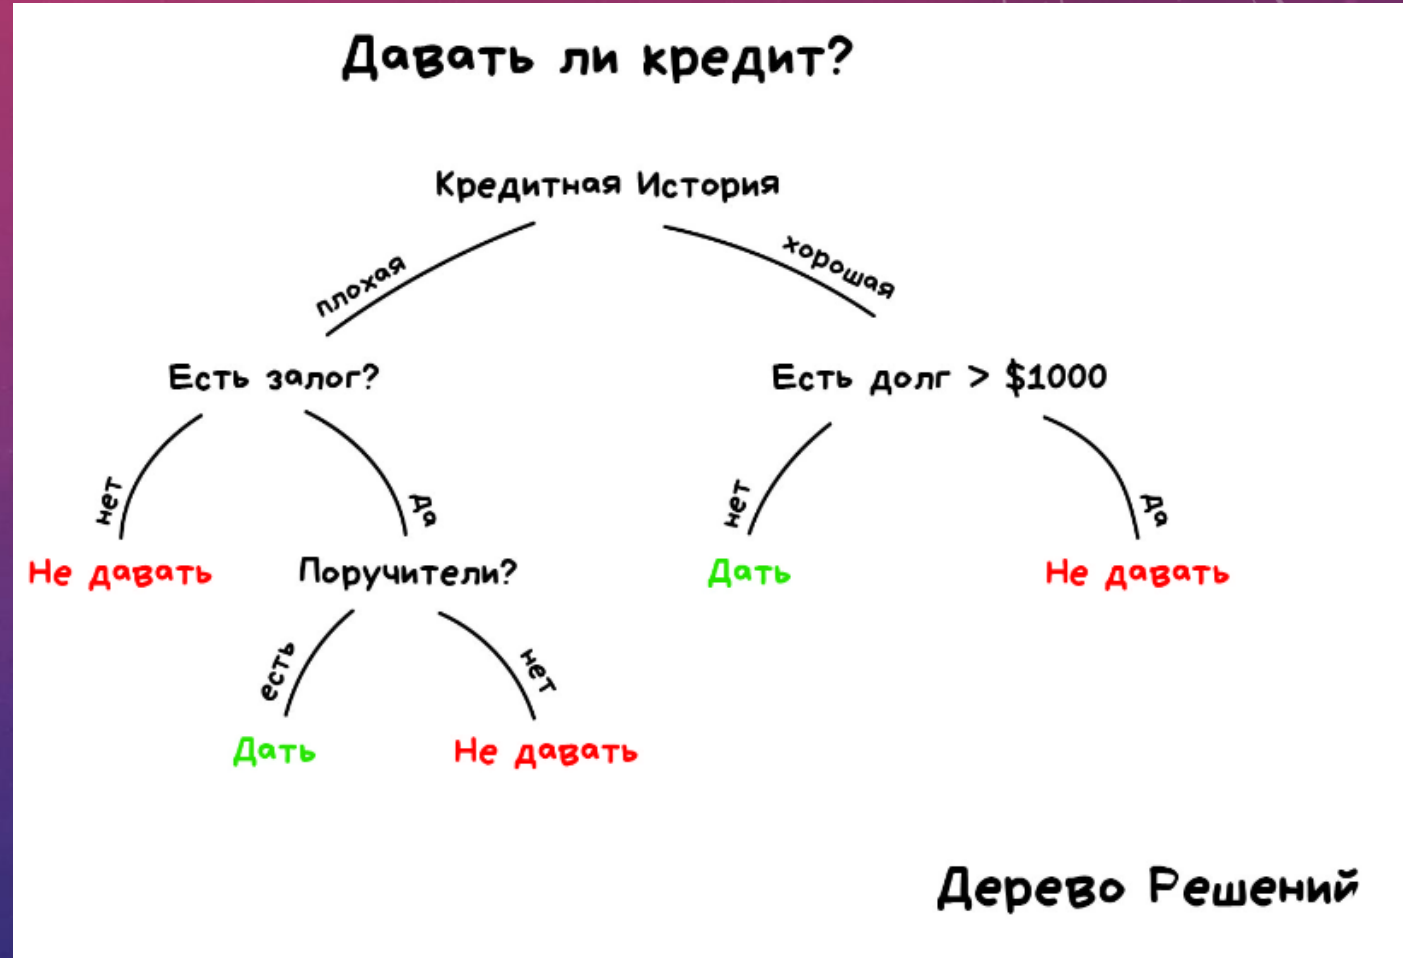 Давать ли кредит?
Кредитная История
плохая
хорошая
Есть залог?
Есть долг > $1000
нет
да
нет
да
Не давать
Поручители?
Дать
Не давать
есть
нет
Дать
Не давать
Дерево Решений